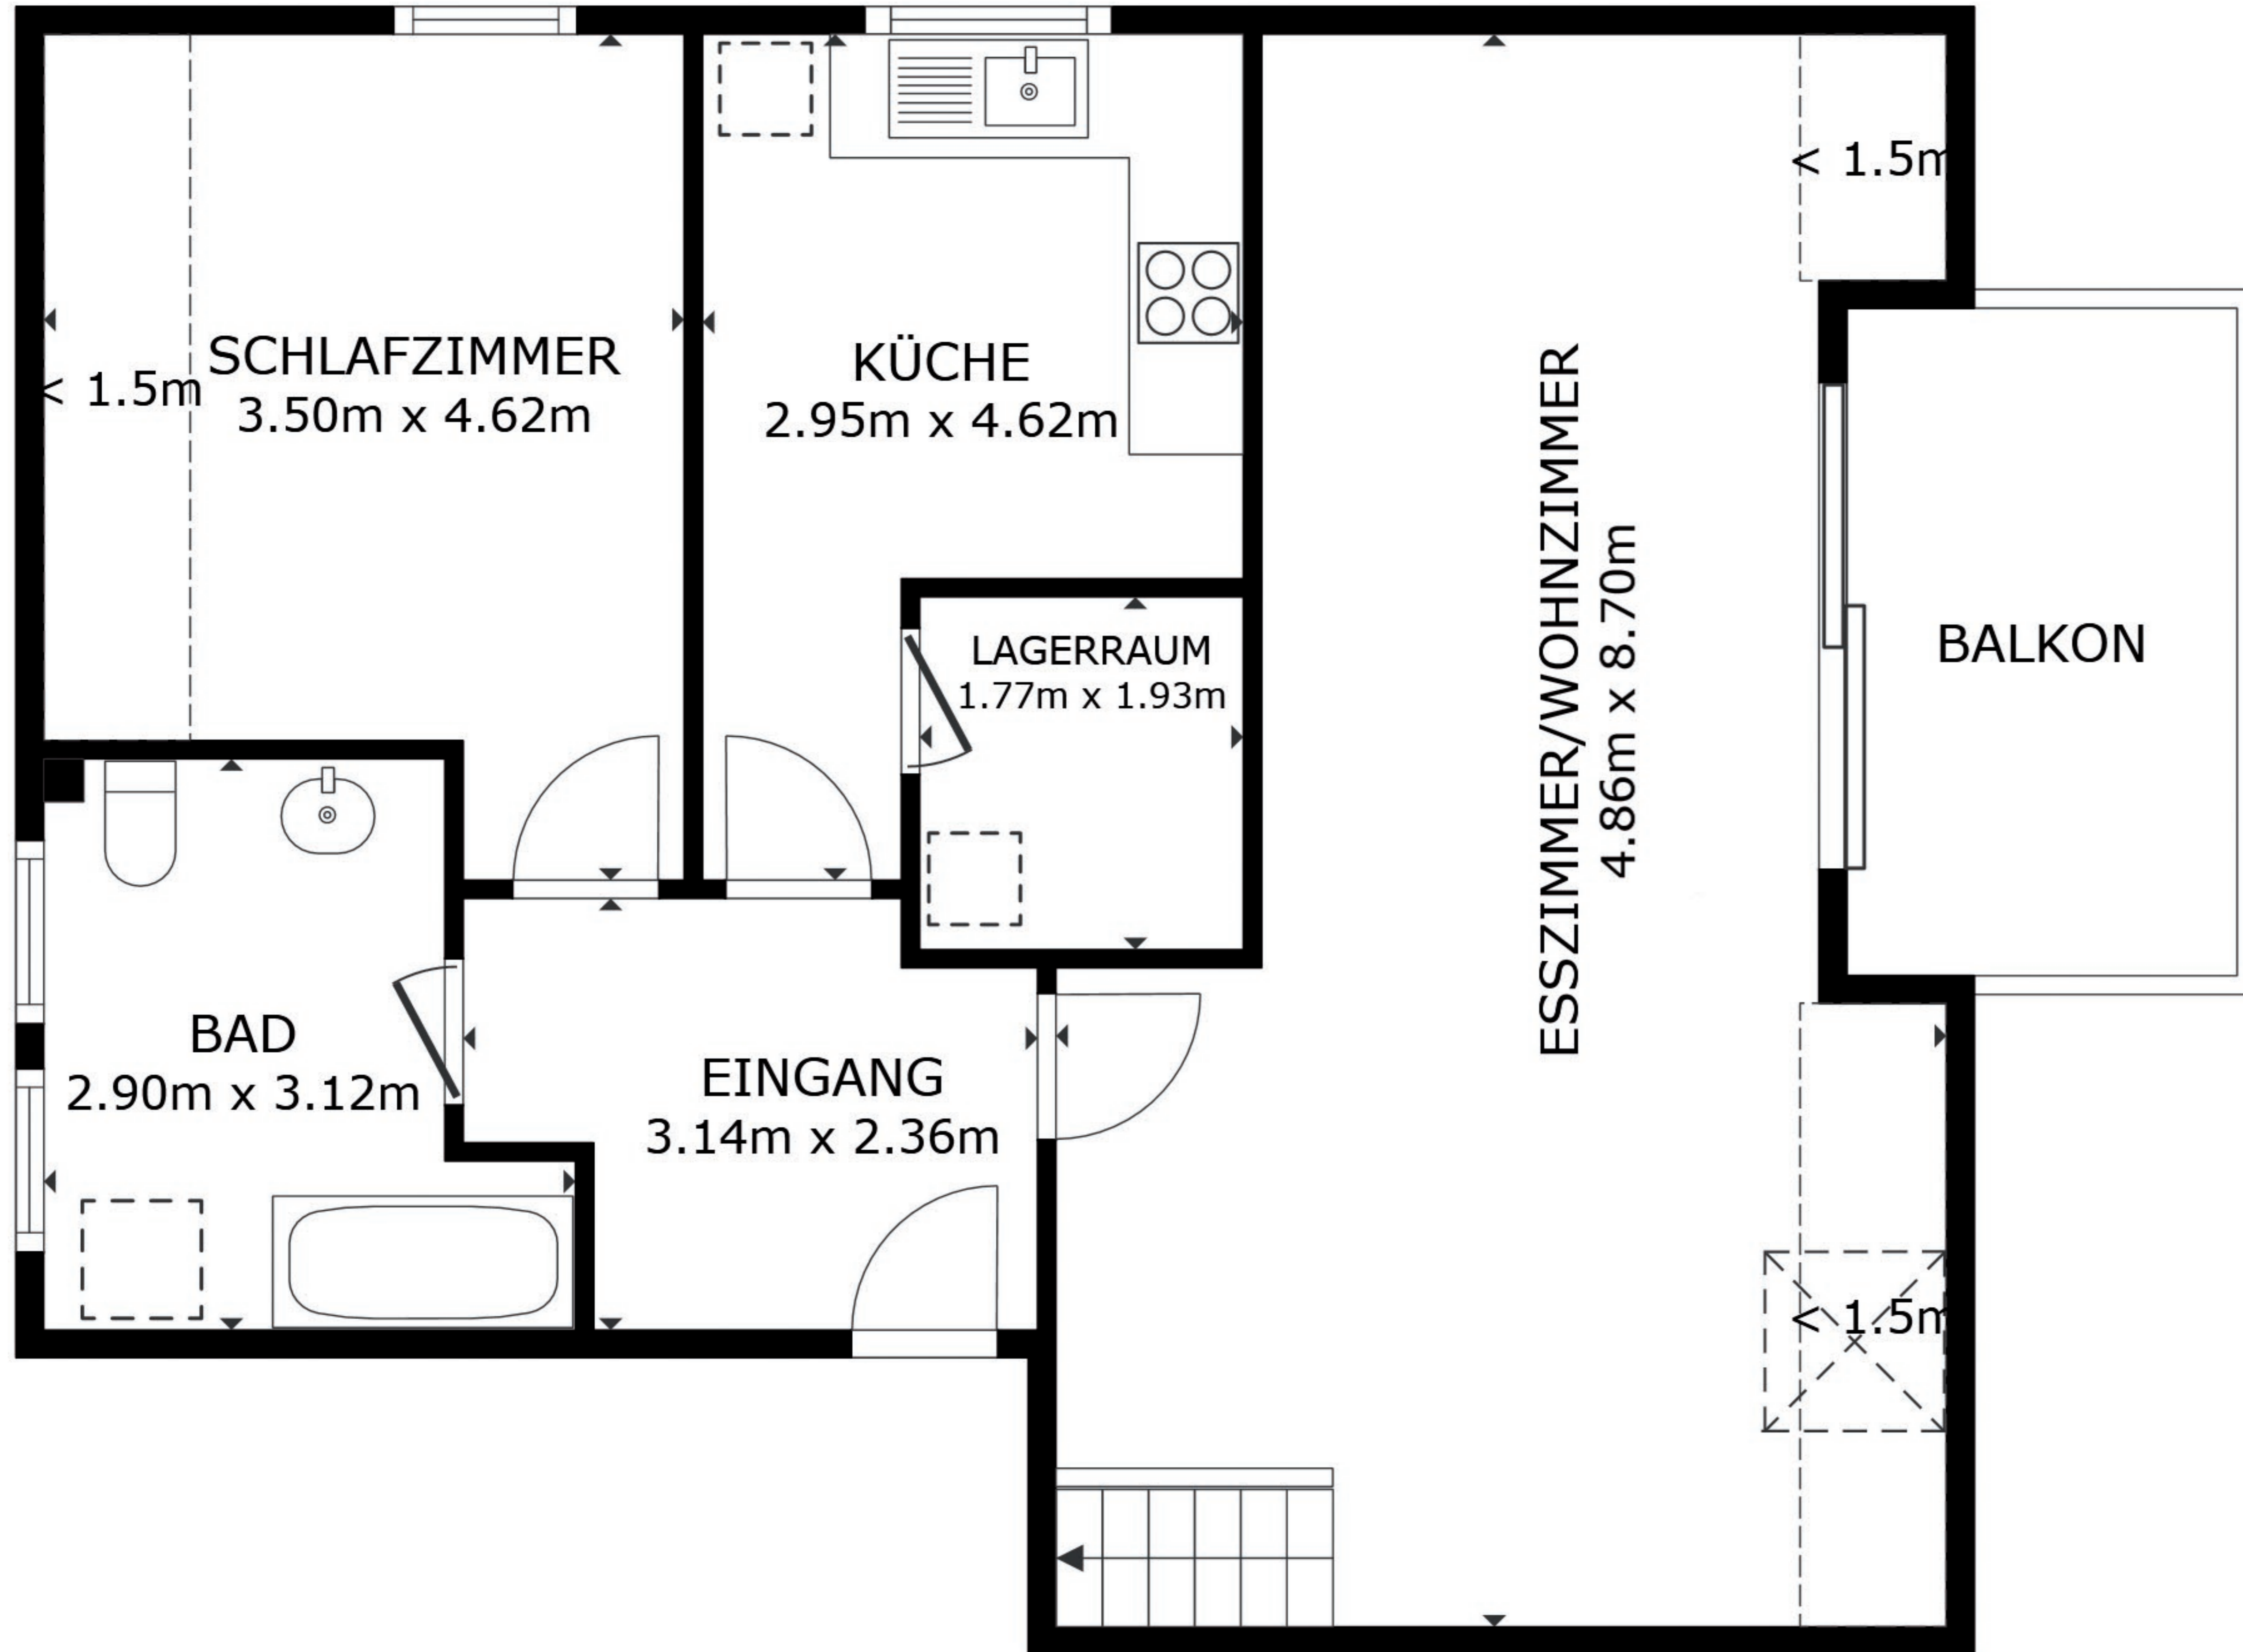 < 1.5m
SCHLAFZIMMER
3.50m x 4.62m
< 1.5m
KÜCHE
2.95m x 4.62m
LAGERRAUM
1.77m x 1.93m
ESSZIMMER/WOHNZIMMER
4.86m x 8.70m
BALKON
BAD
2.90m x 3.12m
EINGANG
3.14m x 2.36m
< 1.5m